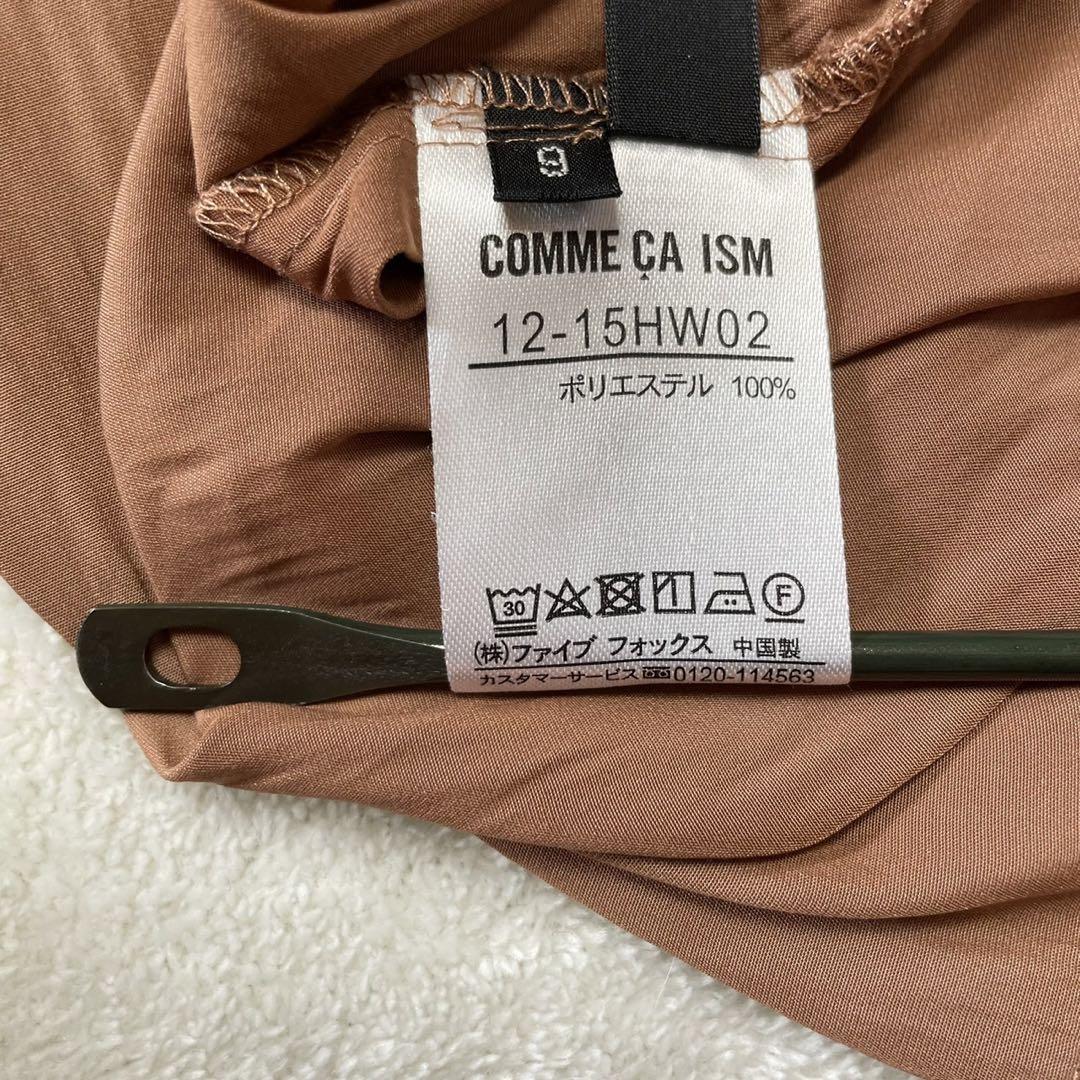 9
COMME ÇA ISM
12-15HW02
ポリエステル 100%
30 F
(株)ファイブ フォックス 中国製
カスタマーサービス 0120-114563